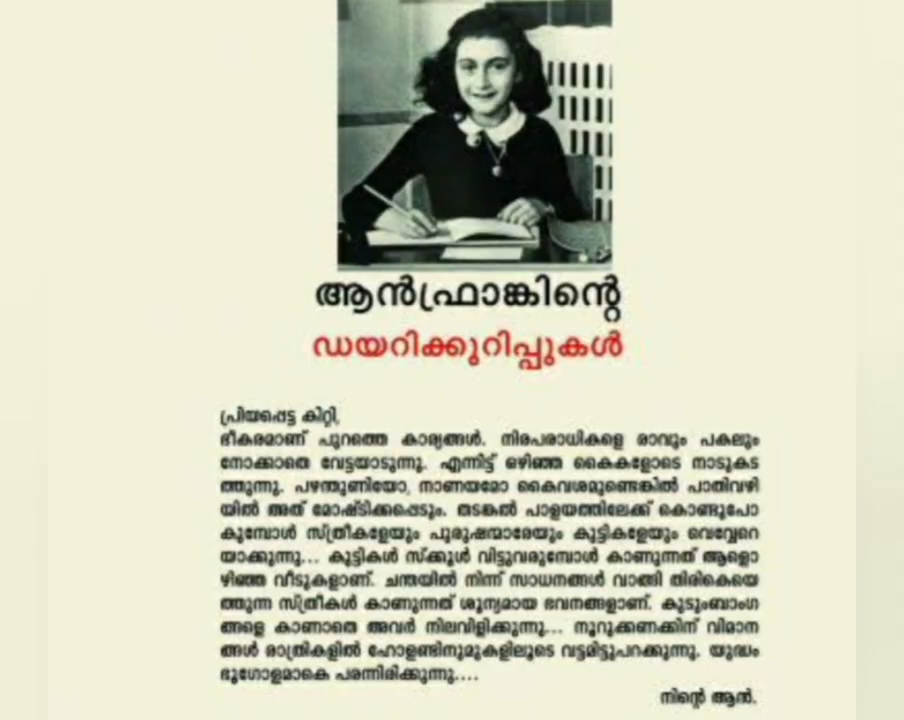 ആൻഫ്രാങ്കിന്റെ
ഡയറിക്കുറിപ്പുകൾ
പ്രിയപ്പെട്ട കിറ്റി,
ഭീകരമാണ് പുറത്തെ കാര്യങ്ങൾ. നിരപരാധികളെ രാവും പകലും
നോക്കാതെ വേട്ടയാടുന്നു. എന്നിട്ട് ഒഴിഞ്ഞ കൈകളോടെ നാടുകട
ത്തുന്നു. പഴന്തുണിയോ, നാണയമോ കൈവശമുണ്ടെങ്കിൽ പാതിവഴി
യിൽ അത് മോഷ്ടിക്കപ്പെടും. തടങ്കൽ പാളയത്തിലേക്ക് കൊണ്ടുപോ
കുമ്പോൾ സ്ത്രീകളേയും പുരുഷന്മാരേയും കുട്ടികളേയും വെവ്വേറെ
യാക്കുന്നു... കുട്ടികൾ സ്ക്കൂൾ വിട്ടുവരുമ്പോൾ കാണുന്നത് ആളൊ
ഴിഞ്ഞ വീടുകളാണ്. ചന്തയിൽ നിന്ന് സാധനങ്ങൾ വാങ്ങി തിരികെയെ
ത്തുന്ന സ്ത്രീകൾ കാണുന്നത് ശൂന്യമായ ഭവനങ്ങളാണ്. കുടുംബാംഗ
ങ്ങളെ കാണാതെ അവർ നിലവിളിക്കുന്നു... നൂറുക്കണക്കിന് വിമാന
ങ്ങൾ രാത്രികളിൽ ഹോളണ്ടിനുമുകളിലൂടെ വട്ടമിട്ടുപറക്കുന്നു. യുദ്ധം
ഭൂഗോളമാകെ പരന്നിരിക്കുന്നു....
നിന്റെ ആൻ.